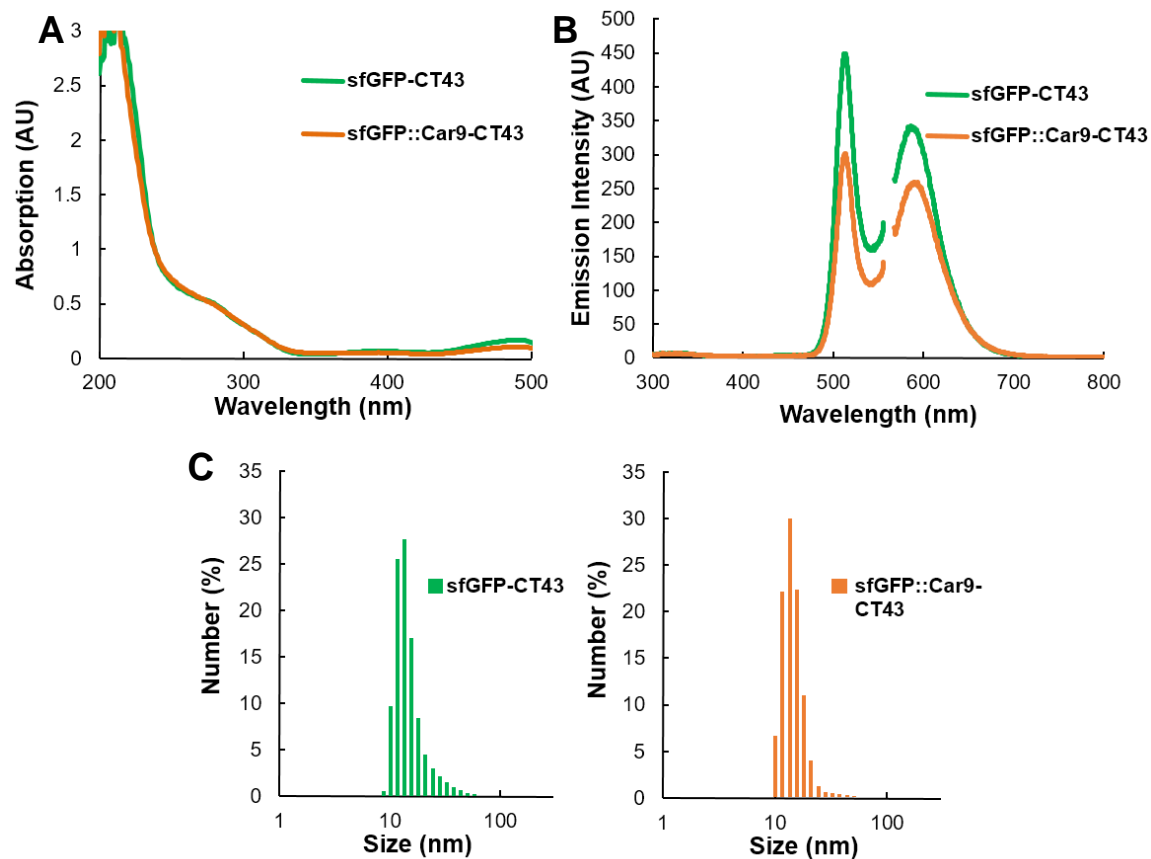 A
3
2.5
2
1.5
1
0.5
0
200
300
400
500
Absorption (AU)
Wavelength (nm)
sfGFP-CT43
sfGFP::Car9-CT43
B
500
450
400
350
300
250
200
150
100
50
0
300
400
500
600
700
800
Emission Intensity (AU)
Wavelength (nm)
sfGFP-CT43
sfGFP::Car9-CT43
C
35
30
25
20
15
10
5
0
1
10
100
Number (%)
Size (nm)
sfGFP-CT43
35
30
25
20
15
10
5
0
1
10
100
Number (%)
Size (nm)
sfGFP::Car9-
CT43